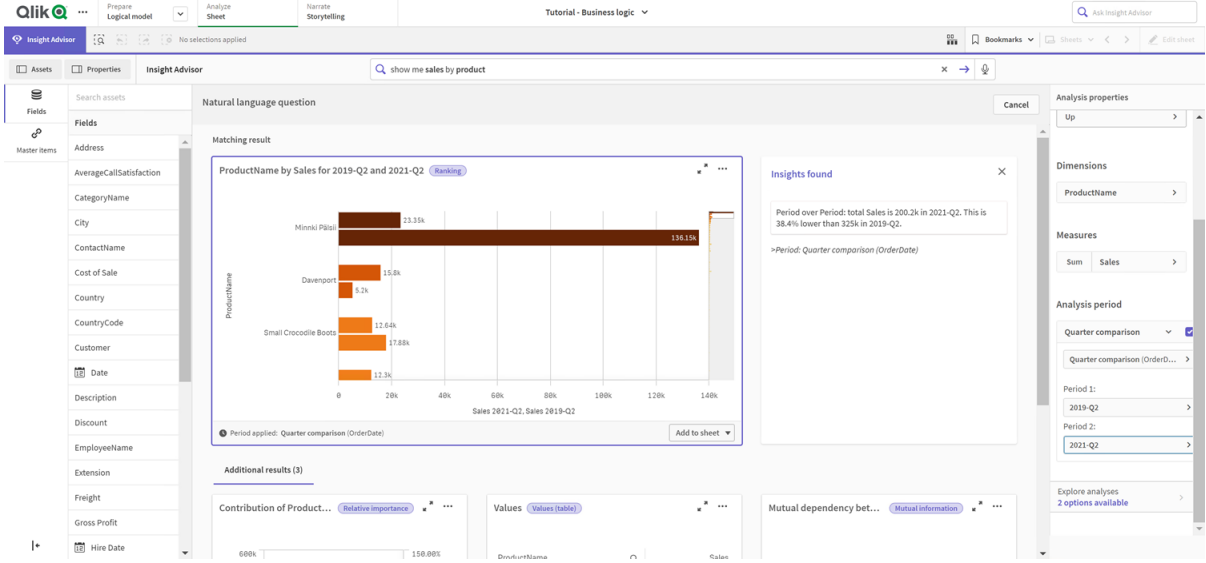 Qlik
Prepare
Logical model
Analyze
Sheet
Narrate
Storytelling
Tutorial - Business logic
Ask Insight Advisor
Insight Advisor
No selections applied
Bookmarks
Sheets
Edit sheet
Assets
Properties
Insight Advisor
show me sales by product
Fields
Master items
Search assets
Fields
Address
AverageCallSatisfaction
CategoryName
City
ContactName
Cost of Sale
Country
CountryCode
Customer
Date
Description
Discount
EmployeeName
Extension
Freight
Gross Profit
Hire Date
Natural language question
Cancel
Matching result
ProductName by Sales for 2019-Q2 and 2021-Q2 Ranking
ProductName
Minnki Pälsii
23.35k
136.15k
Davenport
15.8k
5.2k
Small Crocodile Boots
12.64k
17.88k
12.3k
0 20k 40k 60k 80k 100k 120k 140k
Sales 2021-Q2, Sales 2019-Q2
Period applied: Quarter comparison (OrderDate)
Add to sheet
Insights found
Period over Period: total Sales is 200.2k in 2021-Q2. This is
38.4% lower than 325k in 2019-Q2.
>Period: Quarter comparison (OrderDate)
Additional results (3)
Contribution of Product... Relative importance
600k
150.00%
Values Values (table)
ProductName
Sales
Mutual dependency bet... Mutual information
Analysis properties
Up
Dimensions
ProductName
Measures
Sum Sales
Analysis period
Quarter comparison
Quarter comparison (OrderD...
Period 1:
2019-Q2
Period 2:
2021-Q2
Explore analyses
2 options available